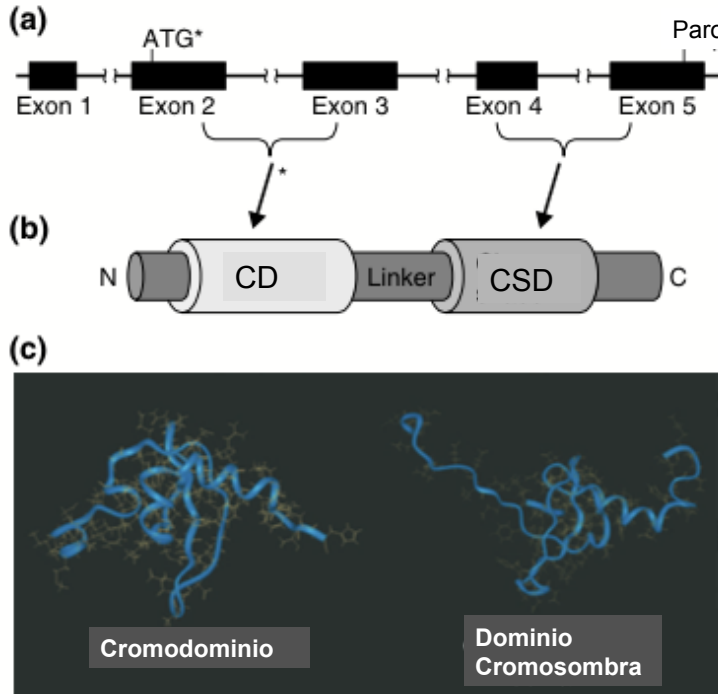 (a)
ATG*
Exon 1 Exon 2 Exon 3 Exon 4 Exon 5
*
(b)
N CD Linker CSD C
(c)
Cromodominio
Dominio
Cromosombra